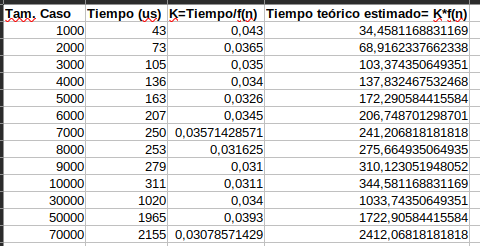 Tam. Caso Tiempo (us) K=Tiempo/f(n) Tiempo teórico estimado= K*f(n)
1000 43 0,043 34,4581168831169
2000 73 0,0365 68,9162337662338
3000 105 0,035 103,374350649351
4000 136 0,034 137,832467532468
5000 163 0,0326 172,290584415584
6000 207 0,0345 206,748701298701
7000 250 0,03571428571 241,206818181818
8000 253 0,031625 275,664935064935
9000 279 0,031 310,123051948052
10000 311 0,0311 344,581168831169
30000 1020 0,034 1033,74350649351
50000 1965 0,0393 1722,90584415584
70000 2155 0,03078571429 2412,06818181818